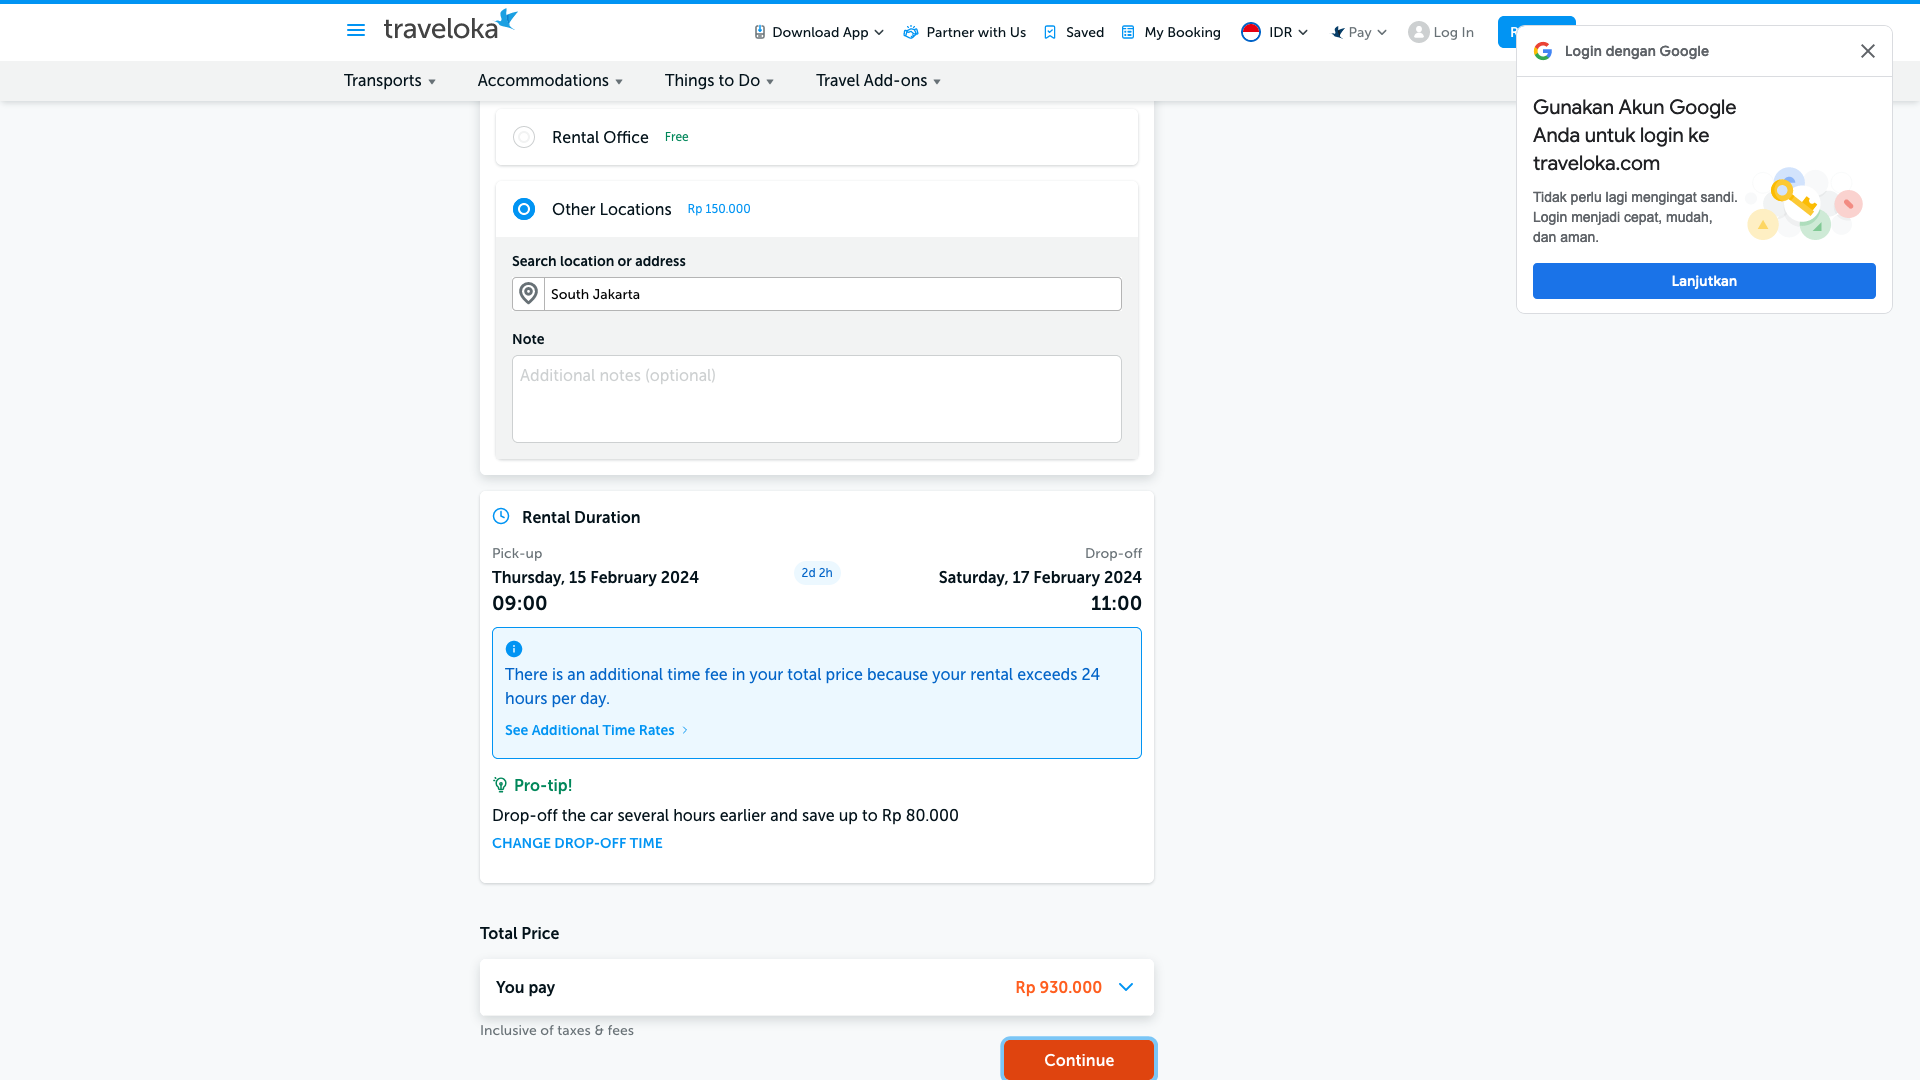 traveloka
Download App
Partner with Us
Saved
My Booking
IDR
Pay
Log In
Transports
Accommodations
Things to Do
Travel Add-ons
Login dengan Google
Gunakan Akun Google
Anda untuk login ke
traveloka.com
Tidak perlu lagi mengingat sandi.
Login menjadi cepat, mudah,
dan aman.
Lanjutkan
Rental Office Free
Other Locations Rp 150.000
Search location or address
South Jakarta
Note
Additional notes (optional)
Rental Duration
Pick-up
Drop-off
Thursday, 15 February 2024
2d 2h
Saturday, 17 February 2024
09:00
11:00
There is an additional time fee in your total price because your rental exceeds 24
hours per day.
See Additional Time Rates
Pro-tip!
Drop-off the car several hours earlier and save up to Rp 80.000
CHANGE DROP-OFF TIME
Total Price
You pay
Rp 930.000
Inclusive of taxes & fees
Continue